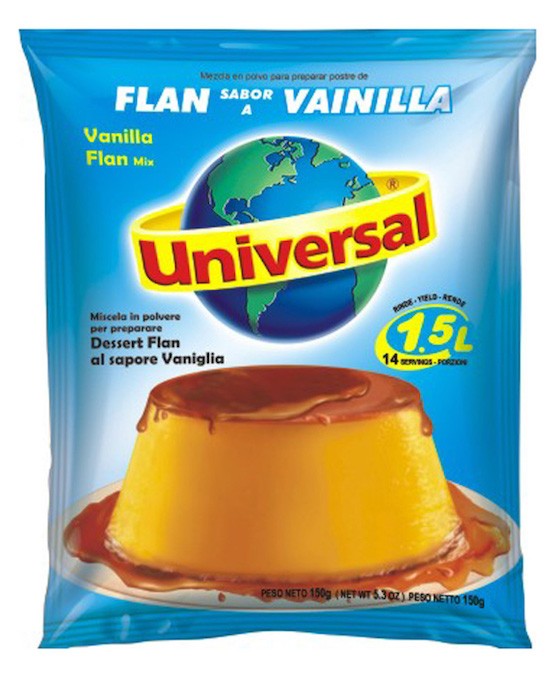 Mezcla en polvo para preparar postre de
FLAN SABOR A VAINILLA
Vanilla
Flan Mix
®
Universal
Miscela in polvere
per preparare
Dessert Flan
al sapore Vaniglia
RINDE - YIELD - RENDE
1.5L
14 SERVINGS - PORZIONI
PESO NETO 150g (NET WT 5.3 OZ) PESO NETTO 150g